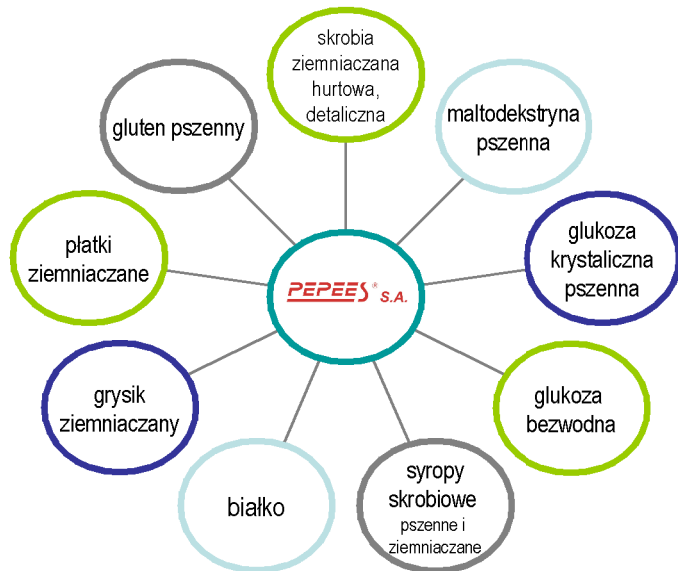 skrobia
ziemniaczana
hurtowa,
detaliczna
maltodekstryna
pszenna
glukoza
krystaliczna
pszenna
glukoza
bezwodna
syropy
skrobiowe
pszenne i
ziemniaczane
białko
grysik
ziemniaczany
płatki
ziemniaczane
gluten pszenny
PEPEES® S.A.